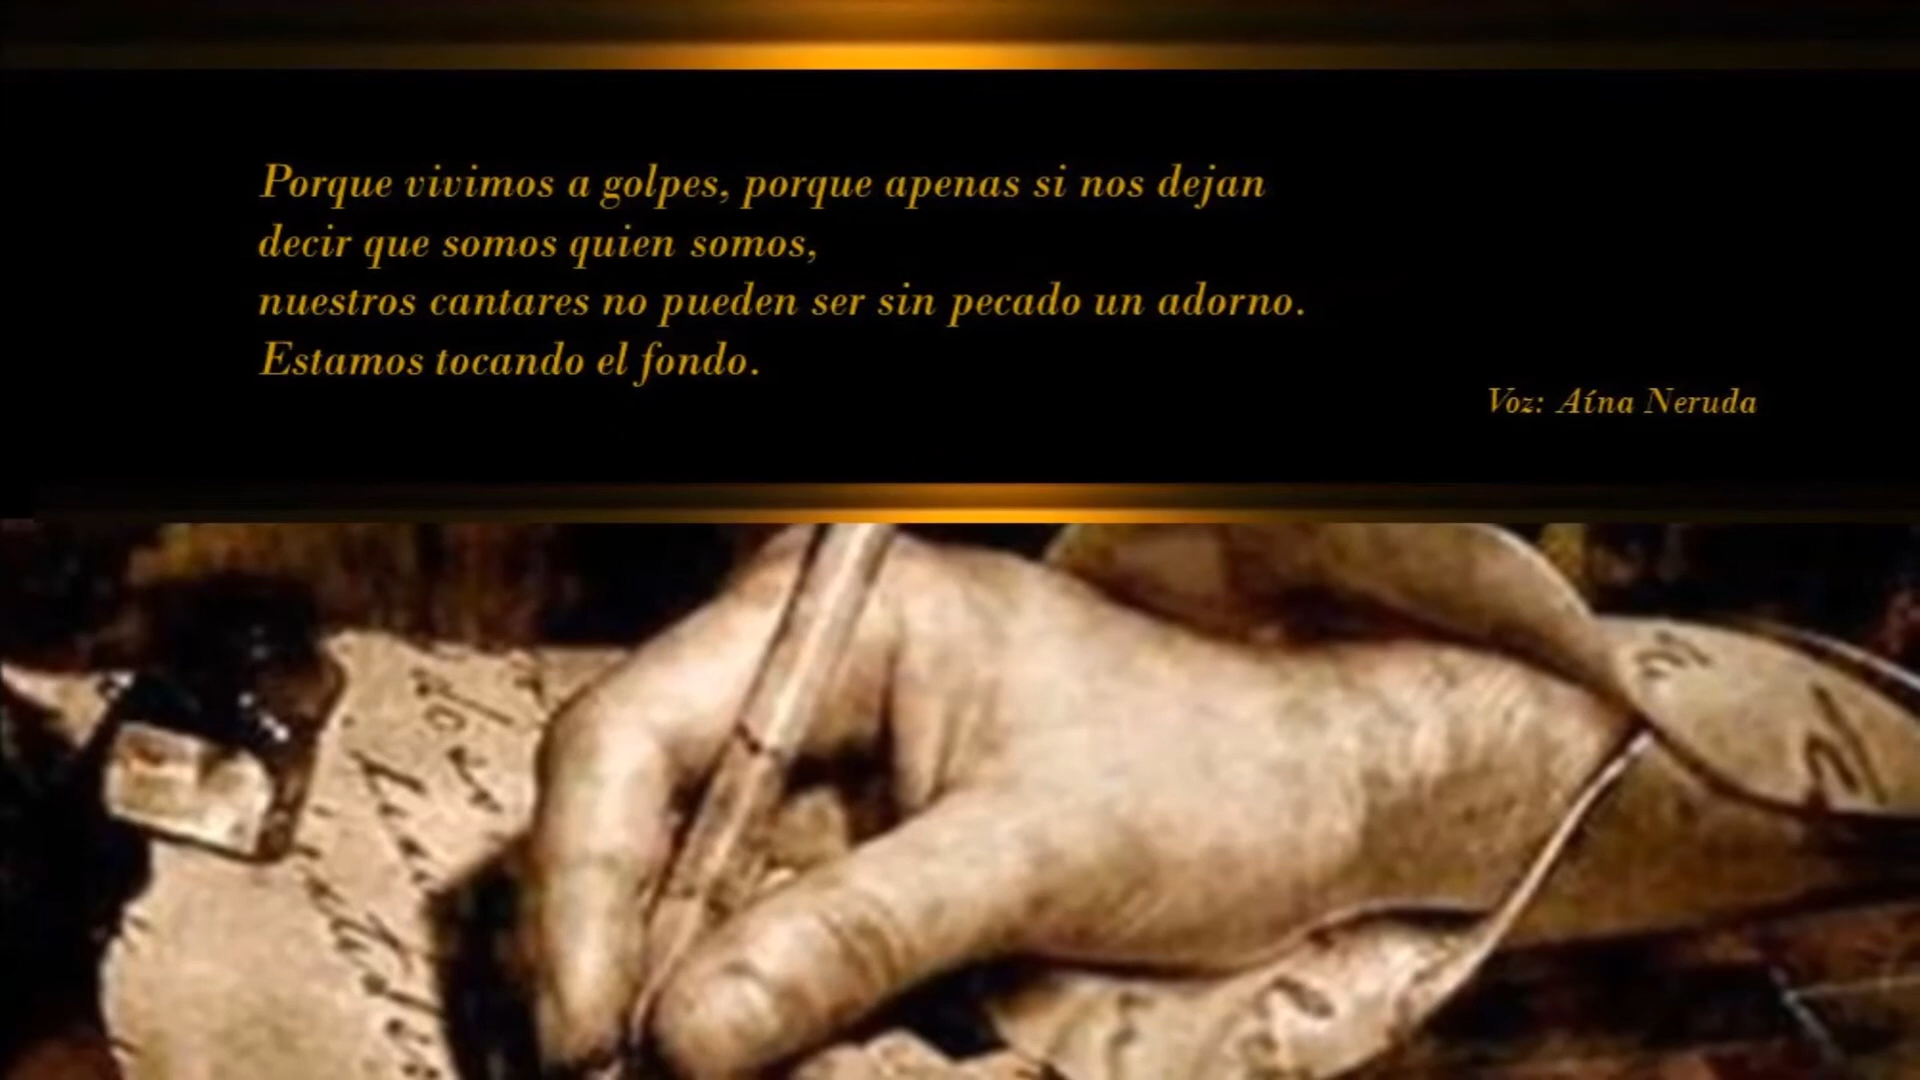 Porque vivimos a golpes, porque apenas si nos dejan
decir que somos quien somos,
nuestros cantares no pueden ser sin pecado un adorno.
Estamos tocando el fondo.
Voz: Aína Neruda